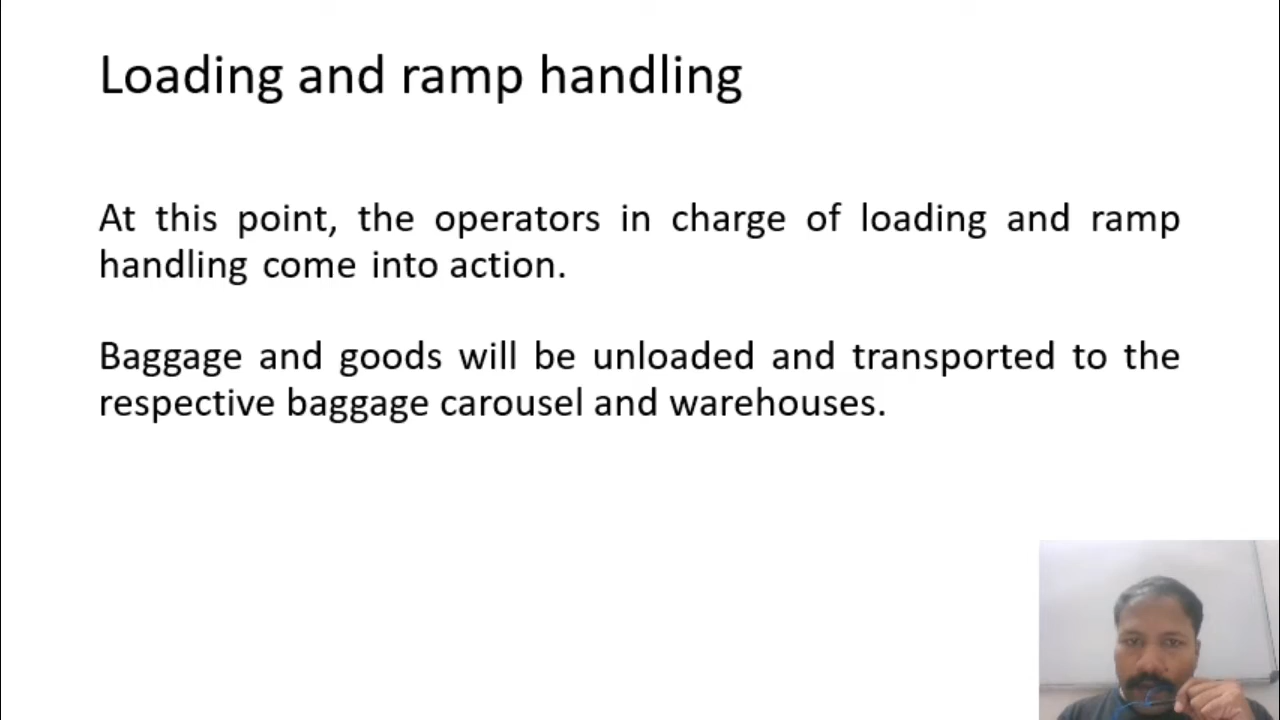 Loading and ramp handling
At this point, the operators in charge of loading and ramp
handling come into action.
Baggage and goods will be unloaded and transported to the
respective baggage carousel and warehouses.